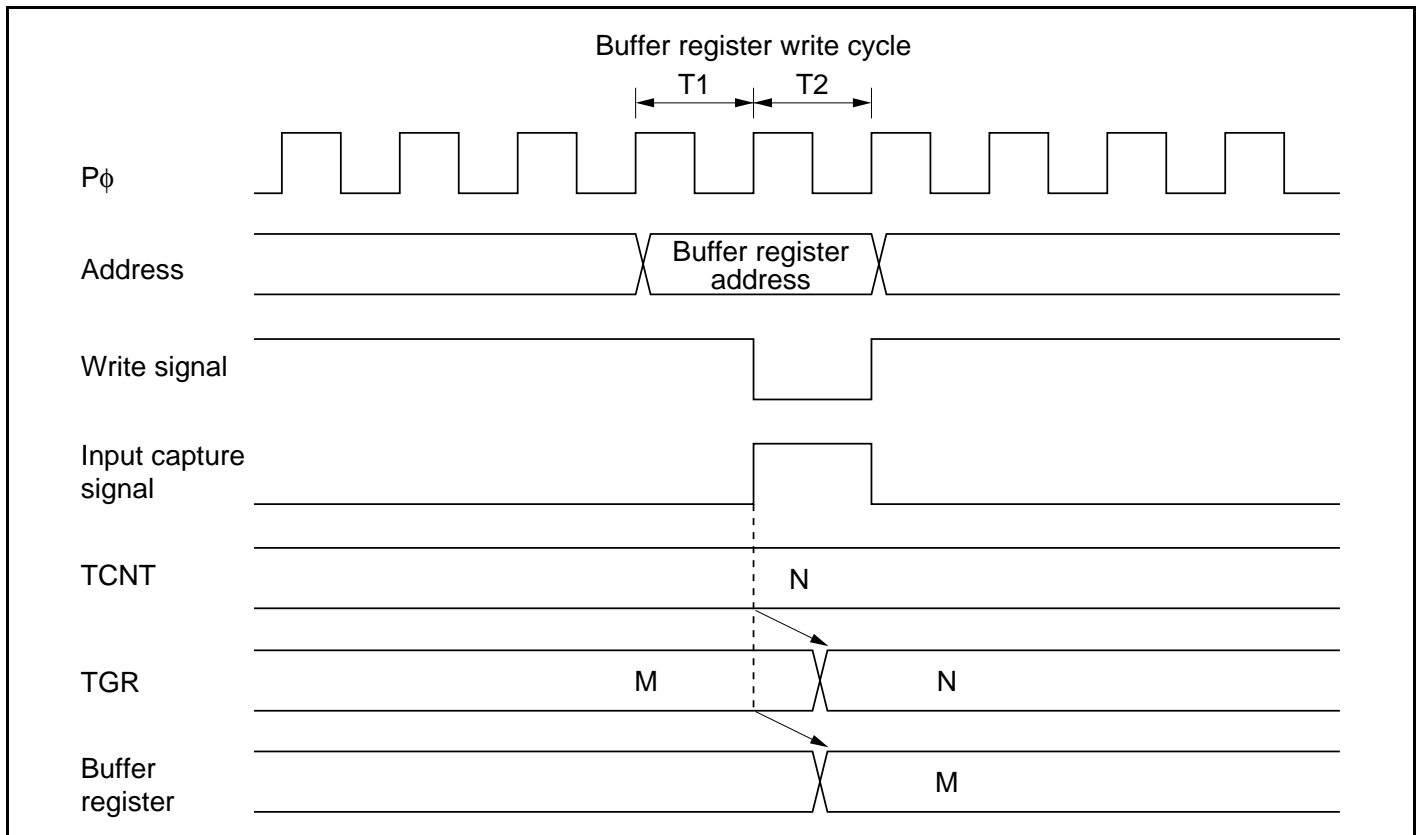 Buffer register write cycle
T1 T2
Pϕ
Address
Buffer register
address
Write signal
Input capture
signal
TCNT
N
TGR
M N
Buffer
register
M